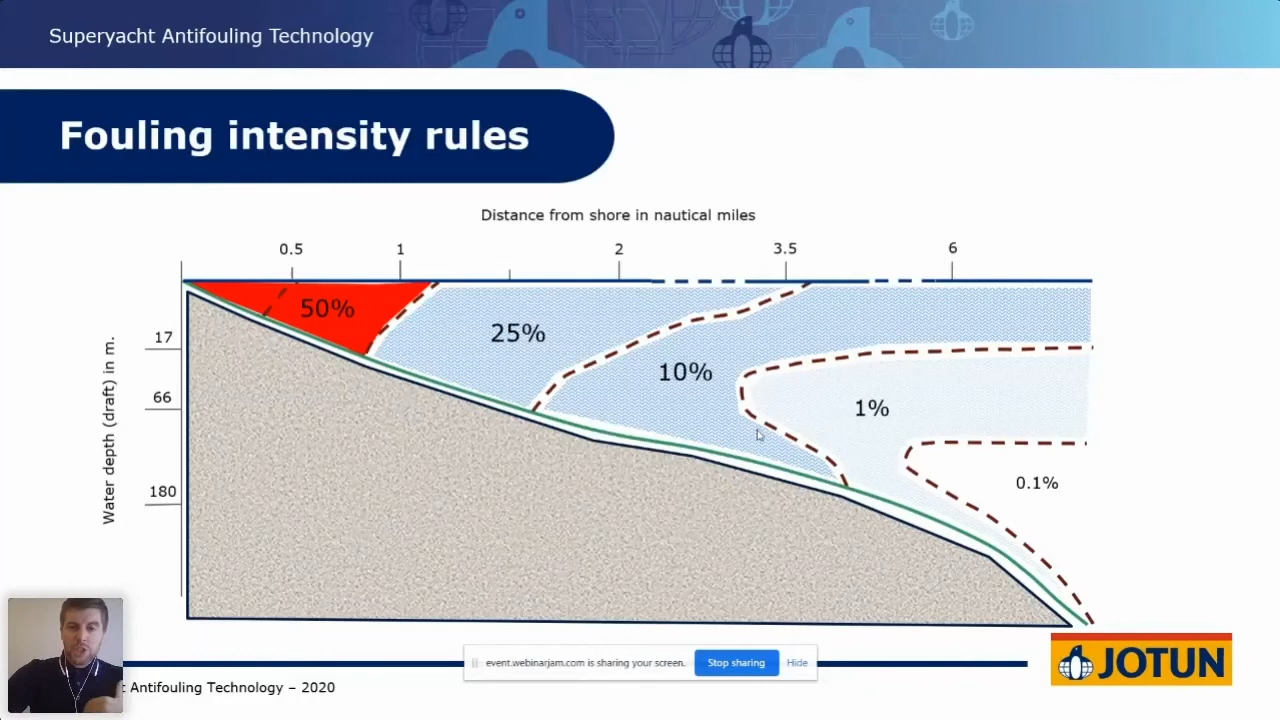 Superyacht Antifouling Technology
Fouling intensity rules
Distance from shore in nautical miles
0.5 1 2 3.5 6
50%
25%
10%
1%
0.1%
Water depth (draft) in m.
17
66
180
event.webinarjam.com is sharing your screen. Stop sharing Hide
t Antifouling Technology – 2020
JOTUN